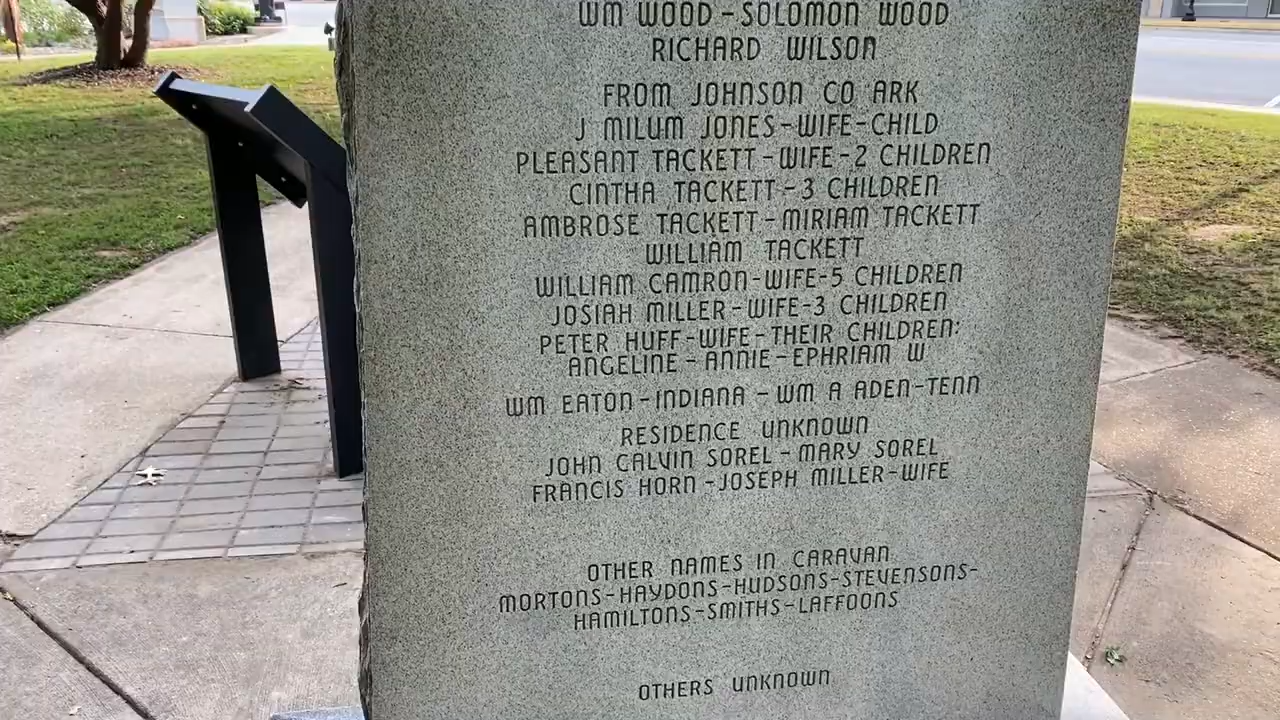 WM WOOD - SOLOMON WOOD
RICHARD WILSON
FROM JOHNSON CO ARK
J MILUM JONES - WIFE - CHILD
PLEASANT TACKETT - WIFE - 2 CHILDREN
CINTHA TACKETT - 3 CHILDREN
AMBROSE TACKETT - MIRIAM TACKETT
WILLIAM TACKETT
WILLIAM CAMRON - WIFE - 5 CHILDREN
JOSIAH MILLER - WIFE - 3 CHILDREN
PETER HUFF - WIFE - THEIR CHILDREN:
ANGELINE - ANNIE - EPHRIAM W
WM EATON - INDIANA - WM A ADEN - TENN
RESIDENCE UNKNOWN
JOHN CALVIN SOREL - MARY SOREL
FRANCIS HORN - JOSEPH MILLER - WIFE
OTHER NAMES IN CARAVAN
MORTONS - HAYDONS - HUDSONS - STEVENSONS -
HAMILTONS - SMITHS - LAFFOONS
OTHERS UNKNOWN